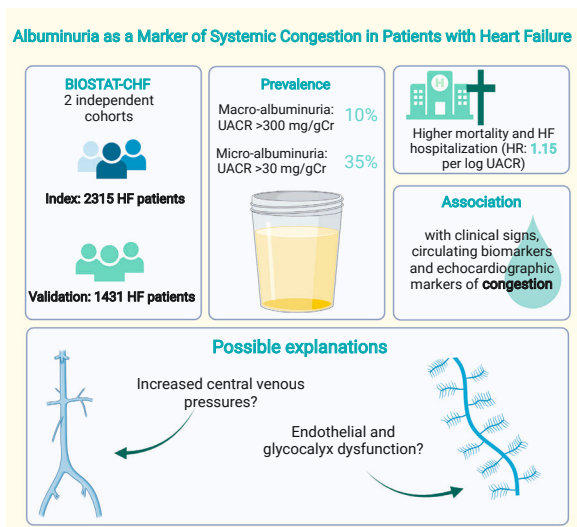 Albuminuria as a Marker of Systemic Congestion in Patients with Heart Failure
BIOSTAT-CHF
2 independent
cohorts
Index: 2315 HF patients
Validation: 1431 HF patients
Prevalence
Macro-albuminuria:
UACR >300 mg/gCr
10%
Micro-albuminuria:
UACR >30 mg/gCr
35%
H
Higher mortality and HF
hospitalization (HR: 1.15
per log UACR)
Association
with clinical signs,
circulating biomarkers
and echocardiographic
markers of congestion
Possible explanations
Increased central venous
pressures?
Endothelial and
glycocalyx dysfunction?